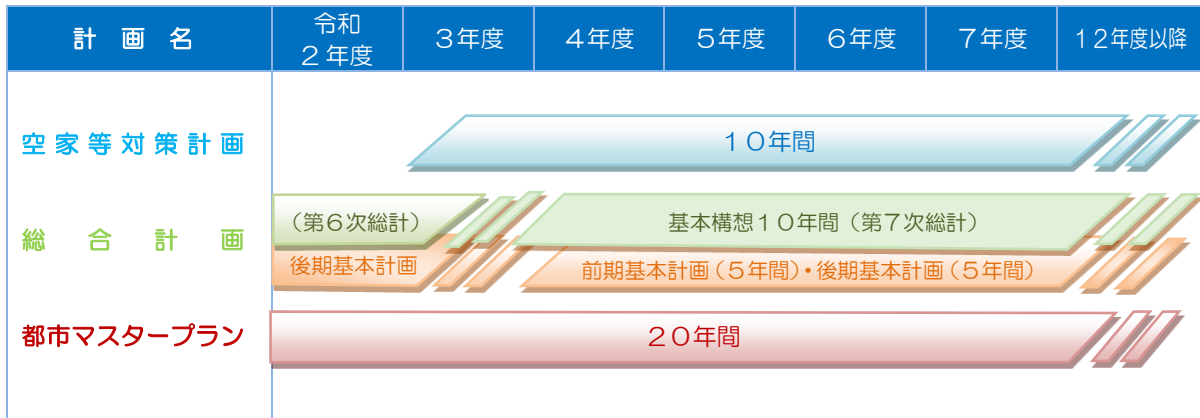 計画名
令和
２年度
３年度
４年度
５年度
６年度
７年度
１２年度以降
空家等対策計画
１０年間
総合計画
（第６次総計）
基本構想１０年間（第７次総計）
後期基本計画
前期基本計画（５年間）・後期基本計画（５年間）
都市マスタープラン
２０年間